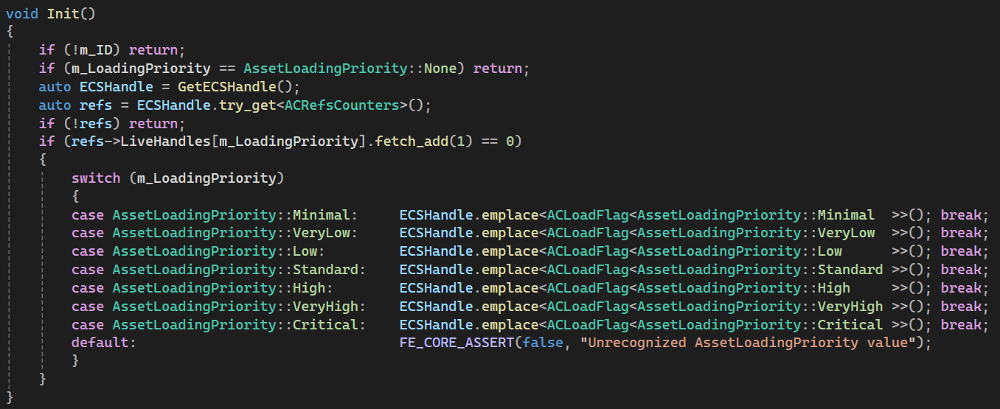 void Init()
{
    if (!m_ID) return;
    if (m_LoadingPriority == AssetLoadingPriority::None) return;
    auto ECSHandle = GetECSHandle();
    auto refs = ECSHandle.try_get<ACRefsCounters>();
    if (!refs) return;
    if (refs->LiveHandles[m_LoadingPriority].fetch_add(1) == 0)
    {
        switch (m_LoadingPriority)
        {
        case AssetLoadingPriority::Minimal:     ECSHandle.emplace<ACLoadFlag<AssetLoadingPriority::Minimal  >>(); break;
        case AssetLoadingPriority::VeryLow:     ECSHandle.emplace<ACLoadFlag<AssetLoadingPriority::VeryLow  >>(); break;
        case AssetLoadingPriority::Low:         ECSHandle.emplace<ACLoadFlag<AssetLoadingPriority::Low      >>(); break;
        case AssetLoadingPriority::Standard:    ECSHandle.emplace<ACLoadFlag<AssetLoadingPriority::Standard >>(); break;
        case AssetLoadingPriority::High:        ECSHandle.emplace<ACLoadFlag<AssetLoadingPriority::High     >>(); break;
        case AssetLoadingPriority::VeryHigh:    ECSHandle.emplace<ACLoadFlag<AssetLoadingPriority::VeryHigh >>(); break;
        case AssetLoadingPriority::Critical:    ECSHandle.emplace<ACLoadFlag<AssetLoadingPriority::Critical >>(); break;
        default:                                FE_CORE_ASSERT(false, "Unrecognized AssetLoadingPriority value");
        }
    }
}